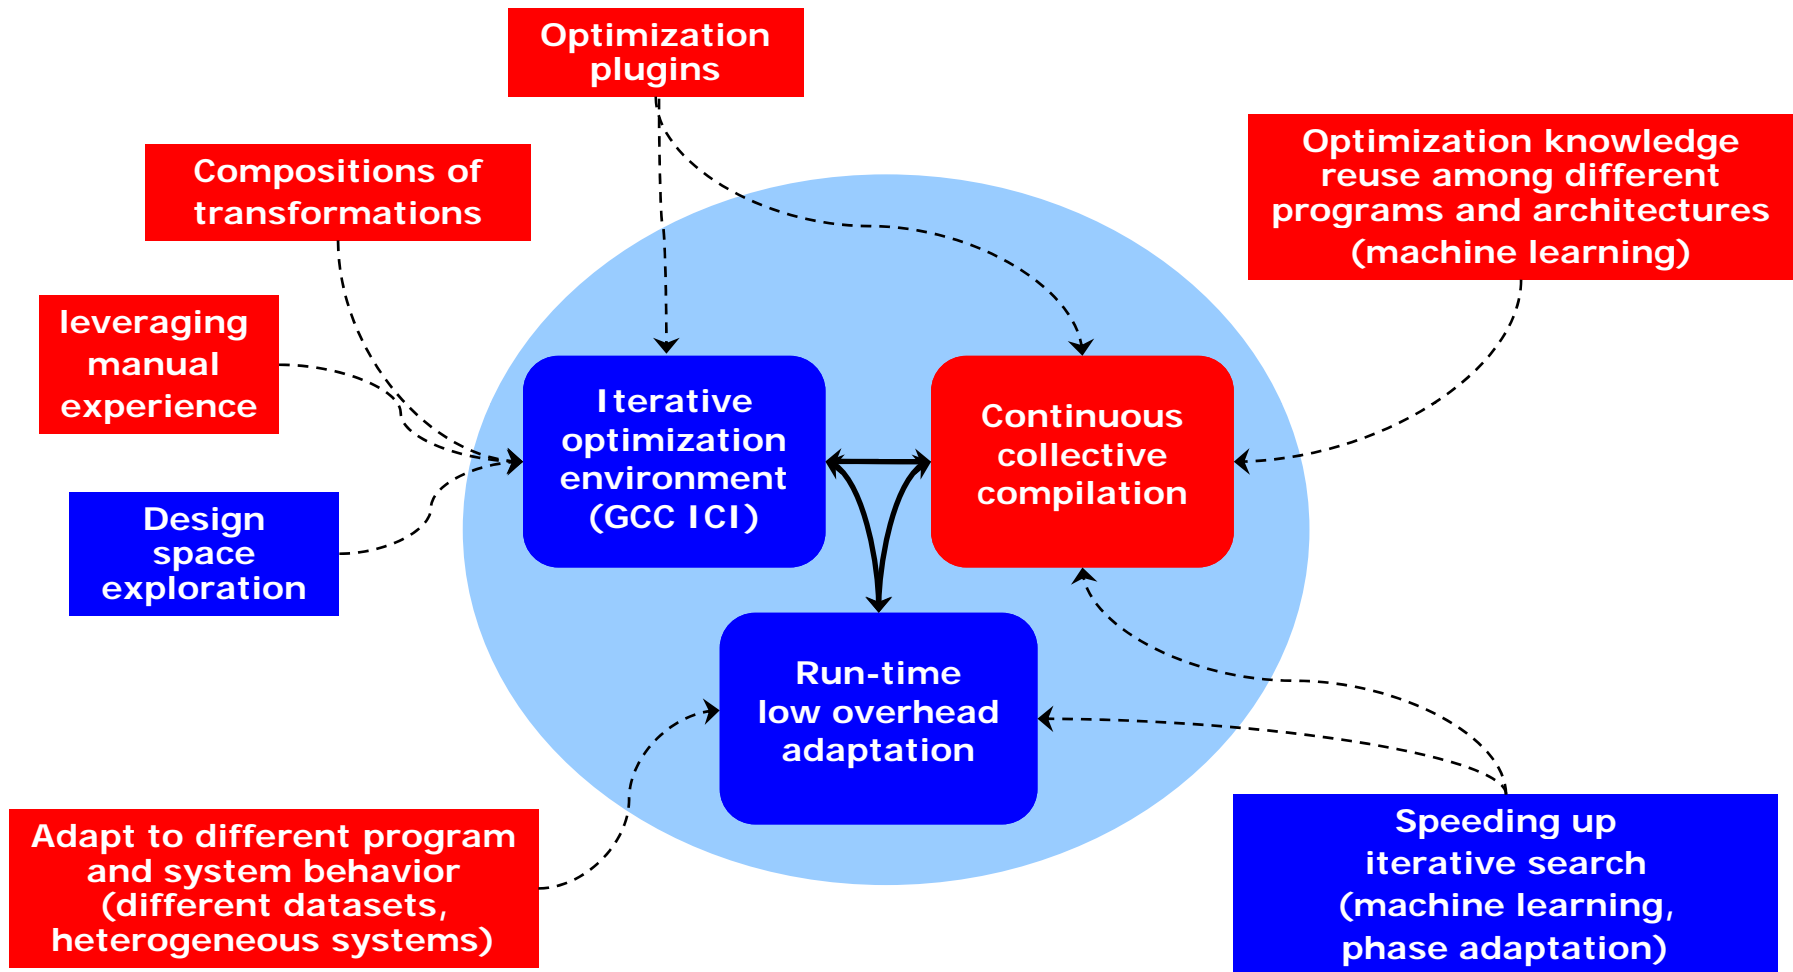 Optimization
plugins
Compositions of
transformations
Optimization knowledge
reuse among different
programs and architectures
(machine learning)
leveraging
manual
experience
Iterative
optimization
environment
(GCC ICI)
Continuous
collective
compilation
Design
space
exploration
Run-time
low overhead
adaptation
Adapt to different program
and system behavior
(different datasets,
heterogeneous systems)
Speeding up
iterative search
(machine learning,
phase adaptation)